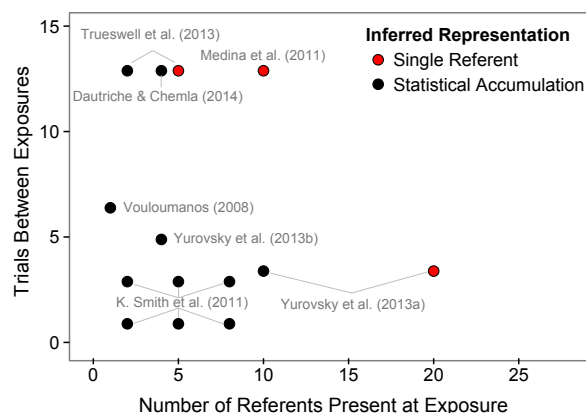 Trueswell et al. (2013)
Medina et al. (2011)
Dautriche & Chemla (2014)
Inferred Representation
Single Referent
Statistical Accumulation
Vouloumanos (2008)
Yurovsky et al. (2013b)
K. Smith et al. (2011)
Yurovsky et al. (2013a)
Trials Between Exposures
15
10
5
0
0 5 10 15 20 25
Number of Referents Present at Exposure